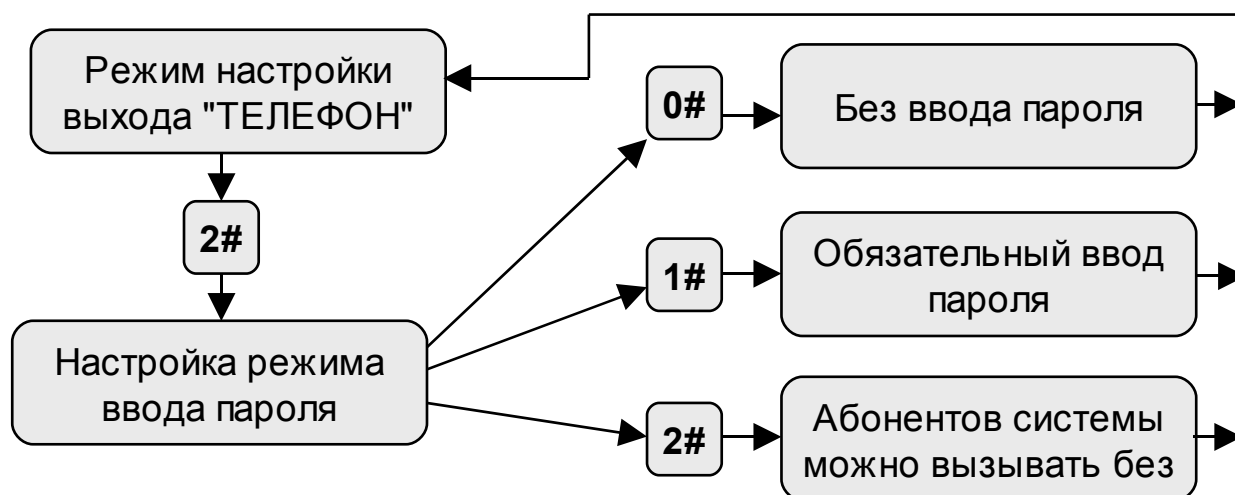 Режим настройки
выхода "ТЕЛЕФОН"
2#
Настройка режима
ввода пароля
0#
Без ввода пароля
1#
Обязательный ввод
пароля
2#
Абонентов системы
можно вызывать без